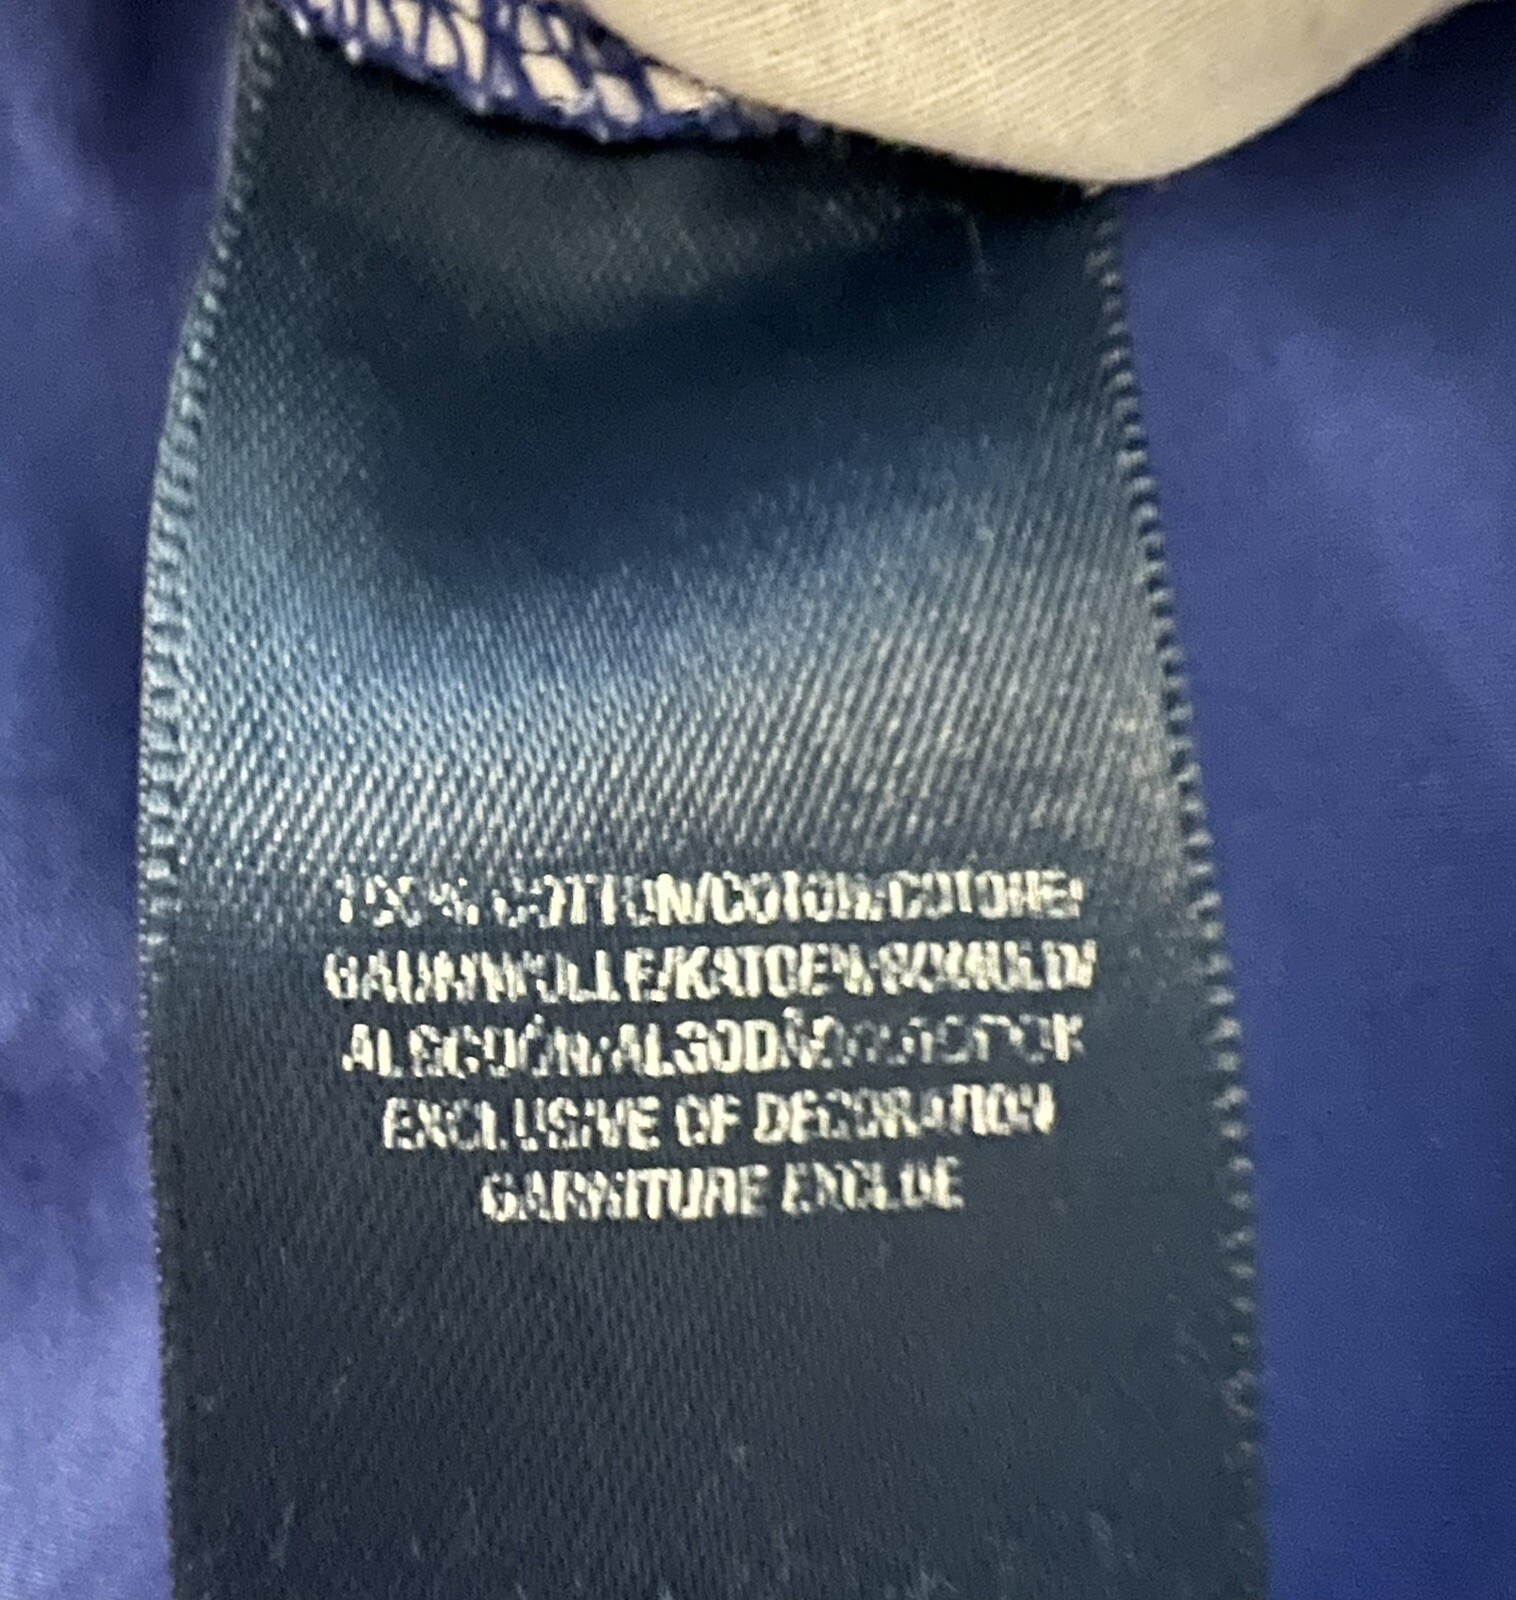 100% COTTON/COTON/COTONE/
BAUMWOLLE/KATOEN/BOMULD/
ALGODÓN/ALGODÃO/
EXCLUSIVE OF DECORATION
GARNITURE EXCLUE